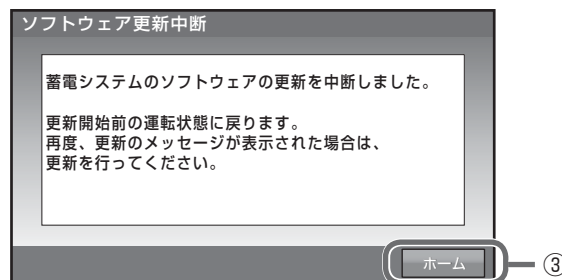 ソフトウェア更新中断
蓄電システムのソフトウェアの更新を中断しました。
更新開始前の運転状態に戻ります。
再度、更新のメッセージが表示された場合は、
更新を行ってください。
ホーム
③